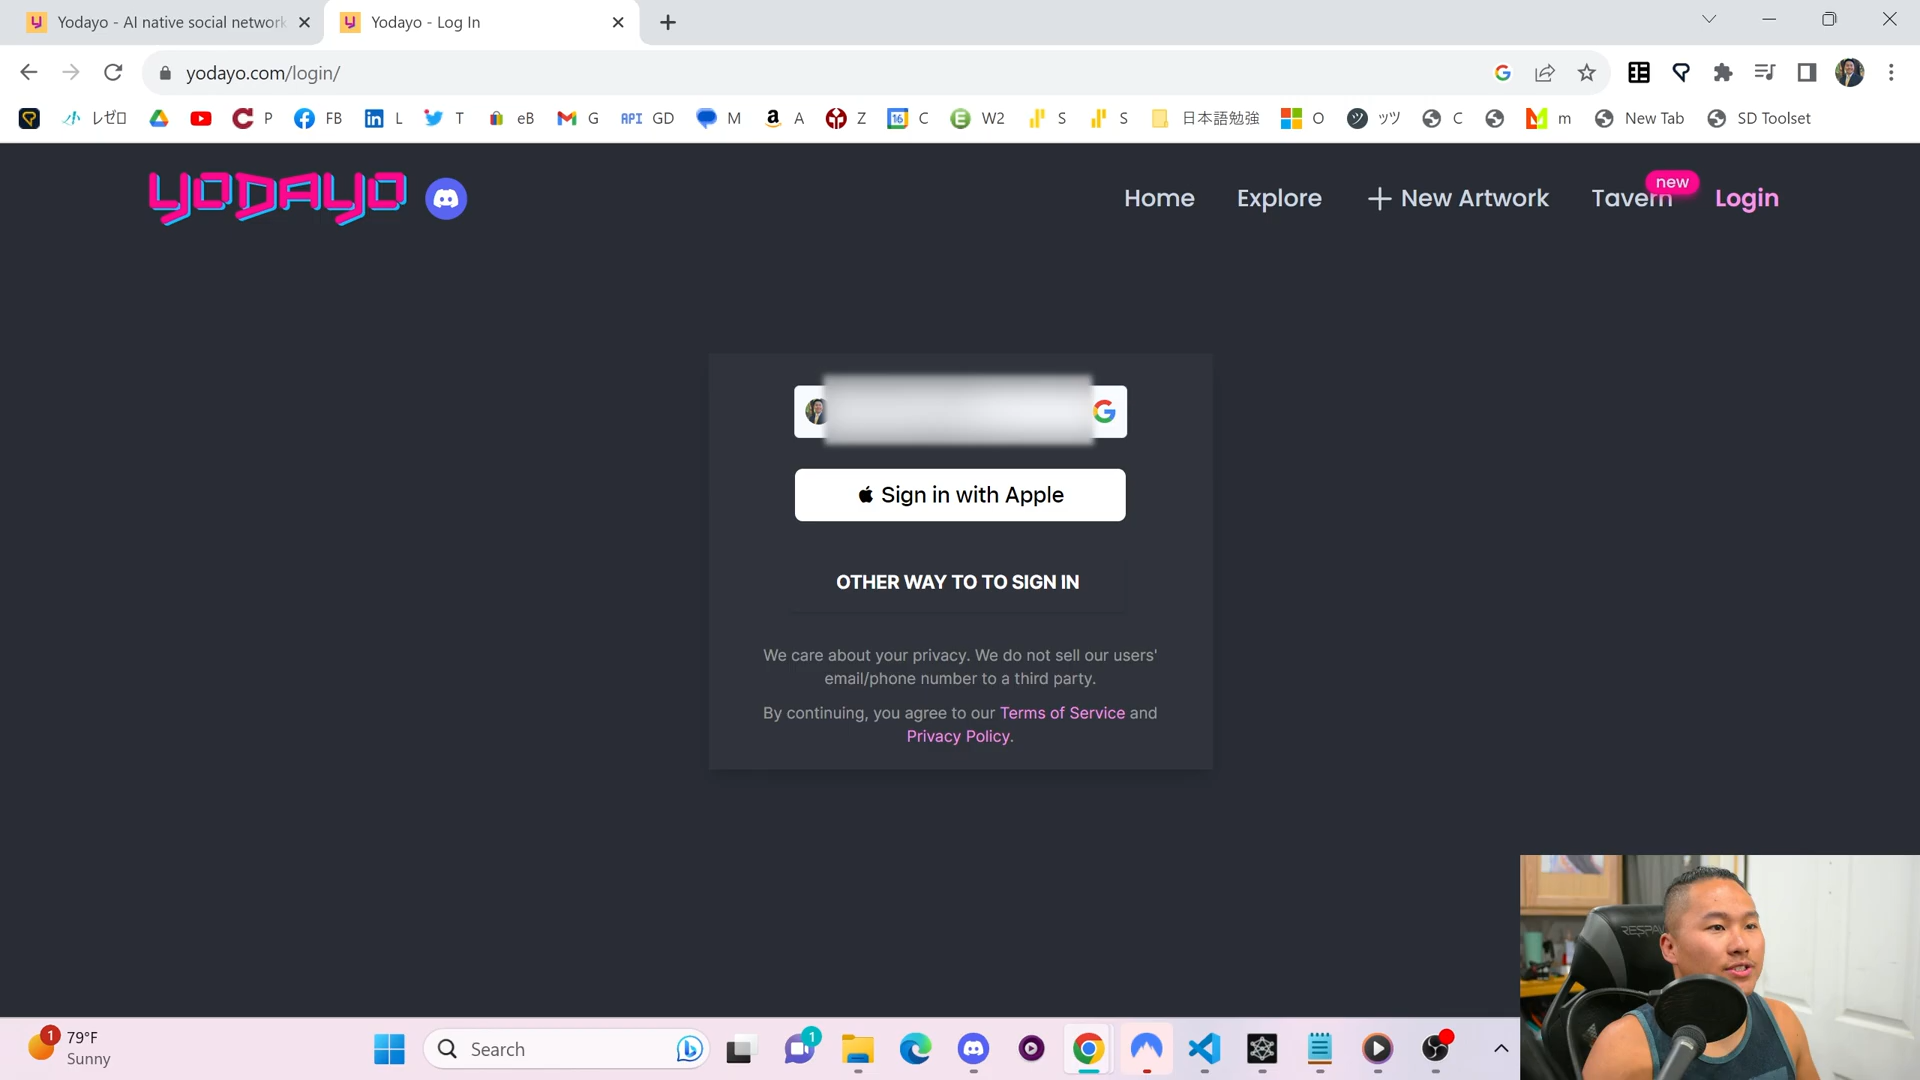 Yodayo - AI native social network
Yodayo - Log In
yodayo.com/login/
レゼロ
P
FB
L
T
eB
G
API GD
M
A
Z
16 C
W2
S
S
日本語勉強
O
ッツ
C
m
New Tab
SD Toolset
YODAYO
Home
Explore
+ New Artwork
Tavern
new
Login
Sign in with Apple
OTHER WAY TO TO SIGN IN
We care about your privacy. We do not sell our users'
email/phone number to a third party.
By continuing, you agree to our Terms of Service and
Privacy Policy.
1
79°F
Sunny
Search
1